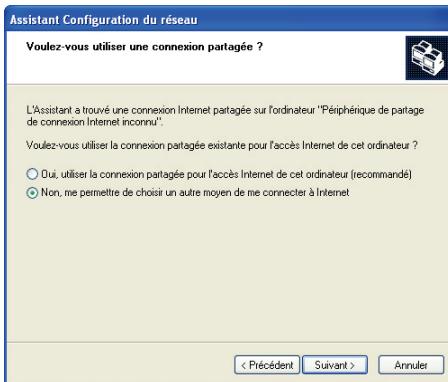 Assistant Configuration du réseau
Voulez-vous utiliser une connexion partagée ?
L'Assistant a trouvé une connexion Internet partagée sur l'ordinateur "Périphérique de partage
de connexion Internet inconnu".
Voulez-vous utiliser la connexion partagée existante pour l'accès Internet de cet ordinateur ?
Oui, utiliser la connexion partagée pour l'accès Internet de cet ordinateur (recommandé)
Non, me permettre de choisir un autre moyen de me connecter à Internet
< Précédent Suivant > Annuler